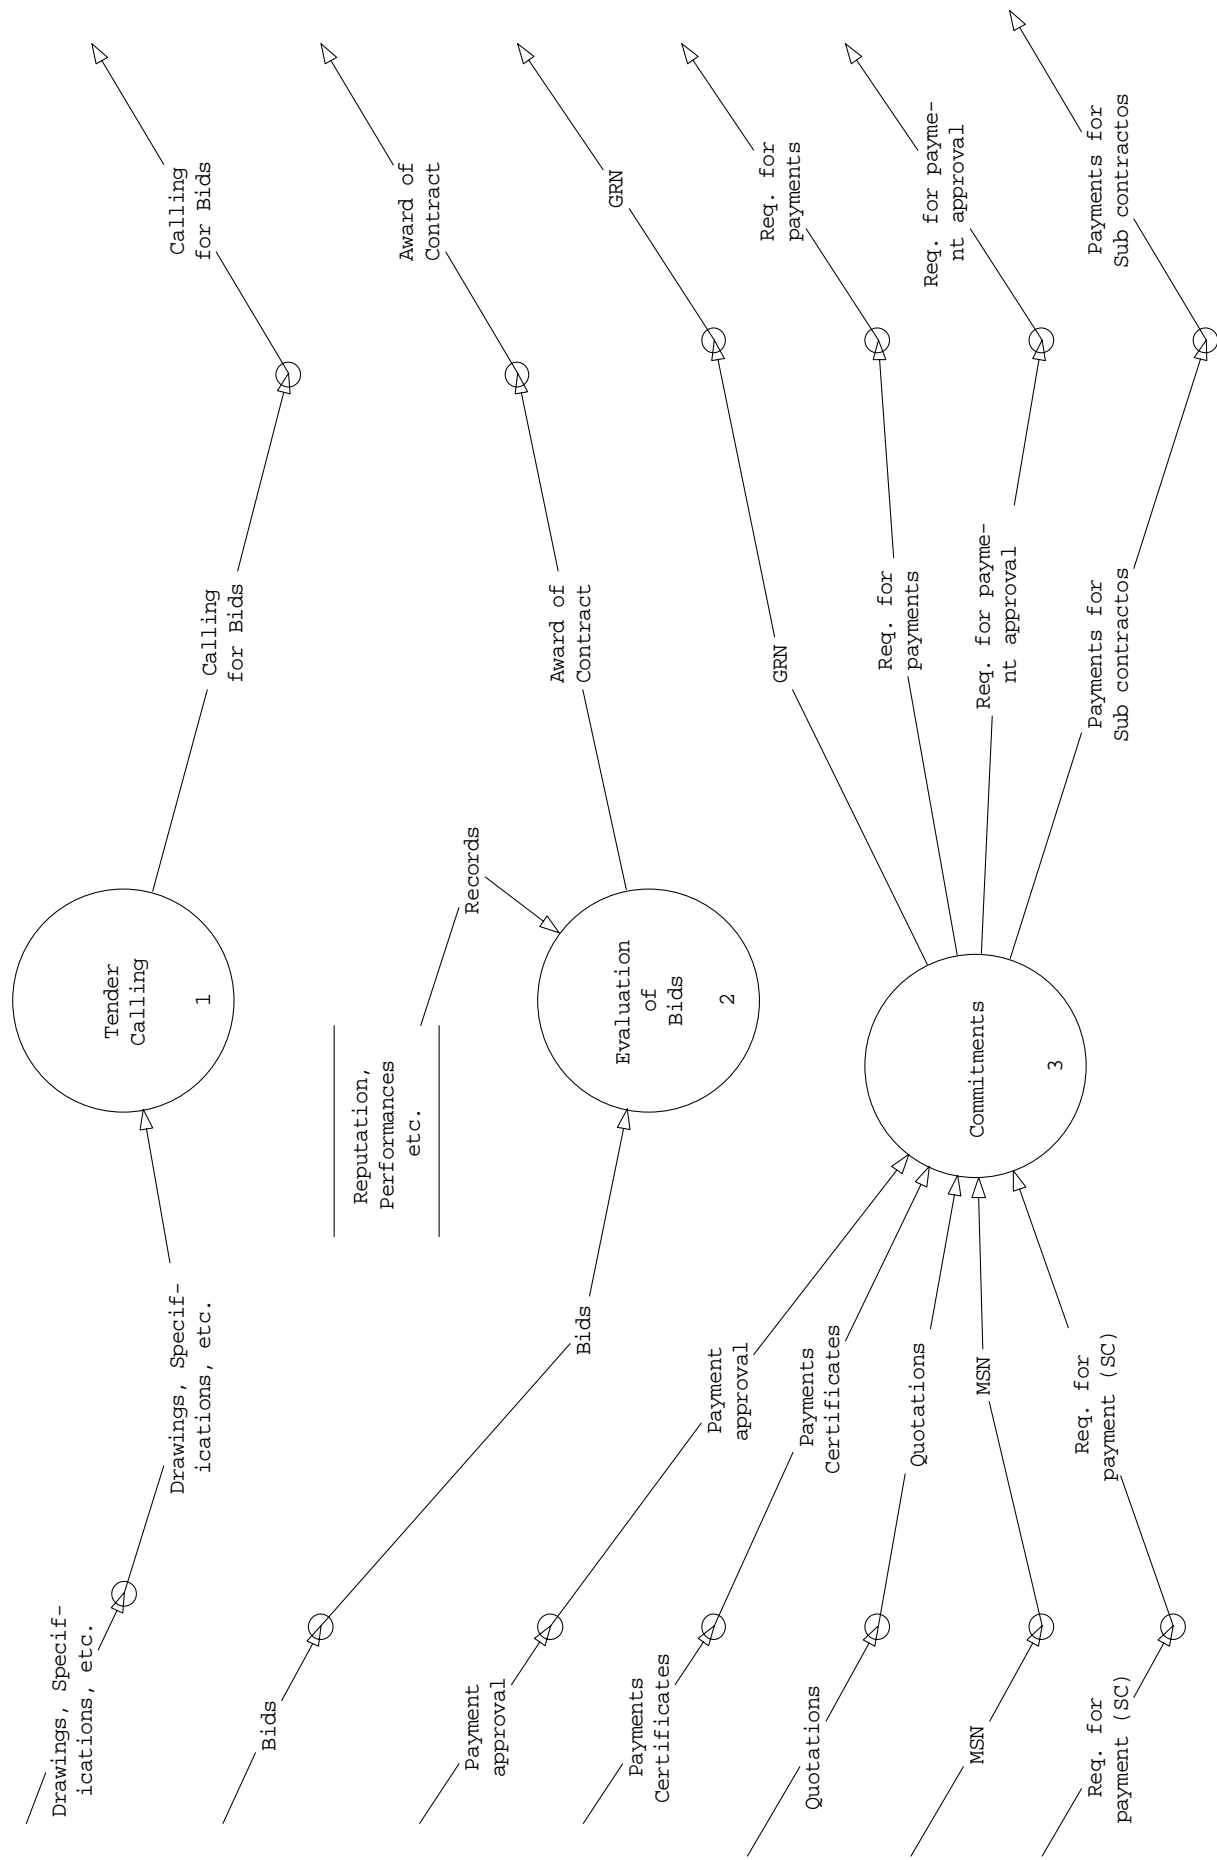 Drawings, Specif-
ications, etc.
Drawings, Specif-
ications, etc.
Tender
Calling
1
Calling
for Bids
Calling
for Bids
Reputation,
Performances
etc.
Records
Bids
Bids
Evaluation
of
Bids
2
Award of
Contract
Award of
Contract
Payment
approval
Payment
approval
Payments
Certificates
Payments
Certificates
Quotations
Quotations
MSN
MSN
Req. for
payment (SC)
Req. for
payment (SC)
Commitments
3
GRN
GRN
Req. for
payments
Req. for
payments
Req. for payme-
nt approval
Req. for payme-
nt approval
Payments for
Sub contractos
Payments for
Sub contractos